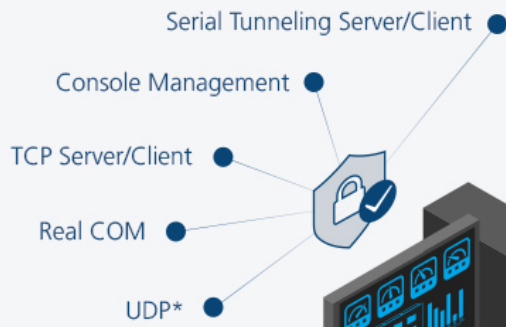 Serial Tunneling Server/Client
Console Management
TCP Server/Client
Real COM
UDP*